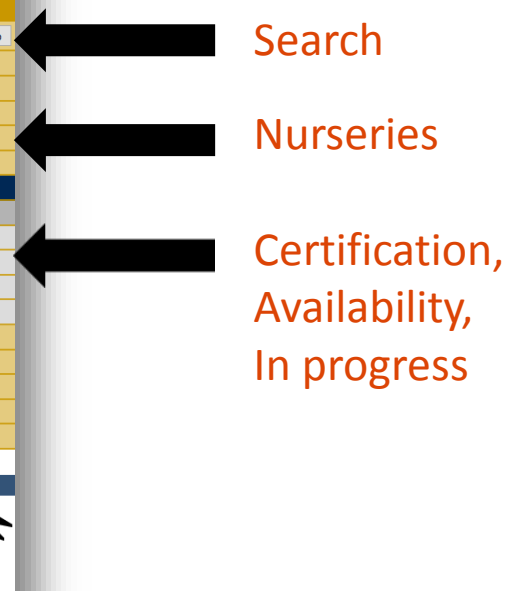 Search
Nurseries
Certification,
Availability,
In progress